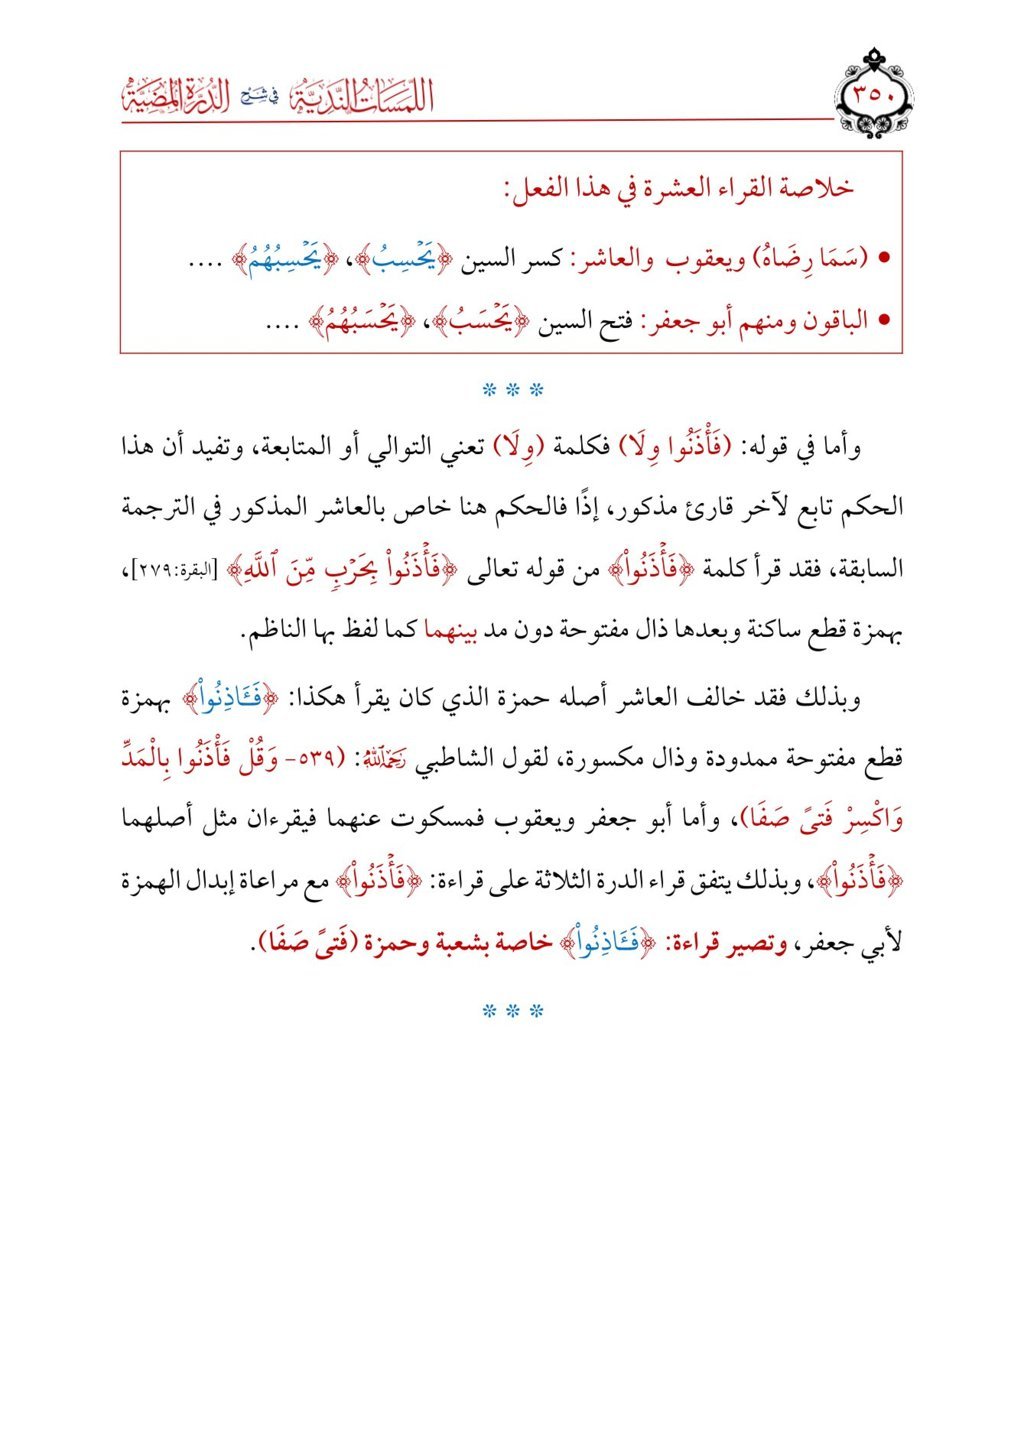 ٣٥٠
اللمسات الندية في شرح الدرة المضية
خلاصة القراء العشرة في هذا الفعل:
• (سَمَا رِضَاهُ) ويعقوب والعاشر: كسر السين ﴿يَحۡسِبُ﴾، ﴿يَحۡسِبُهُمُ﴾ ....
• الباقون ومنهم أبو جعفر: فتح السين ﴿يَحۡسَبُ﴾، ﴿يَحۡسَبُهُمُ﴾ ....
* * *
وأما في قوله: (فَأْذَنُوا وِلَا) فكلمة (وِلَا) تعني التوالي أو المتابعة، وتفيد أن هذا
الحكم تابع لآخر قارئ مذكور، إذًا فالحكم هنا خاص بالعاشر المذكور في الترجمة
السابقة، فقد قرأ كلمة ﴿فَأۡذَنُواْ﴾ من قوله تعالى ﴿فَأۡذَنُواْ بِحَرۡبٖ مِّنَ ٱللَّهِ﴾ [البقرة:٢٧٩]،
بهمزة قطع ساكنة وبعدها ذال مفتوحة دون مد بينهما كما لفظ بها الناظم.
وبذلك فقد خالف العاشر أصله حمزة الذي كان يقرأ هكذا: ﴿فَـَٔاذِنُواْ﴾ بهمزة
قطع مفتوحة ممدودة وذال مكسورة، لقول الشاطبي رحمه الله: (٥٣٩- وَقُلْ فَأْذَنُوا بِالْمَدِّ
وَاكْسِرْ فَتىً صَفَا)، وأما أبو جعفر ويعقوب فمسكوت عنهما فيقرءان مثل أصلهما
﴿فَأۡذَنُواْ﴾، وبذلك يتفق قراء الدرة الثلاثة على قراءة: ﴿فَأۡذَنُواْ﴾ مع مراعاة إبدال الهمزة
لأبي جعفر، وتصير قراءة: ﴿فَـَٔاذِنُواْ﴾ خاصة بشعبة وحمزة (فَتىً صَفَا).
* * *